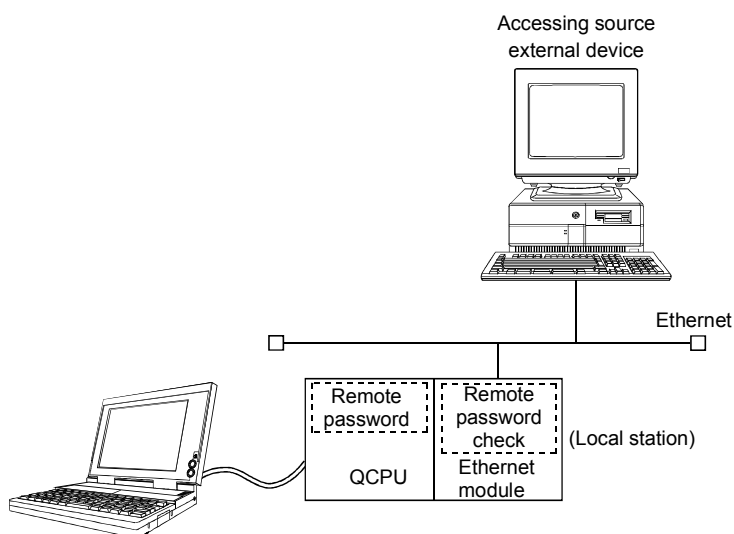 Accessing source
external device
Ethernet
Remote
password
QCPU
Remote
password
check
Ethernet
module
(Local station)